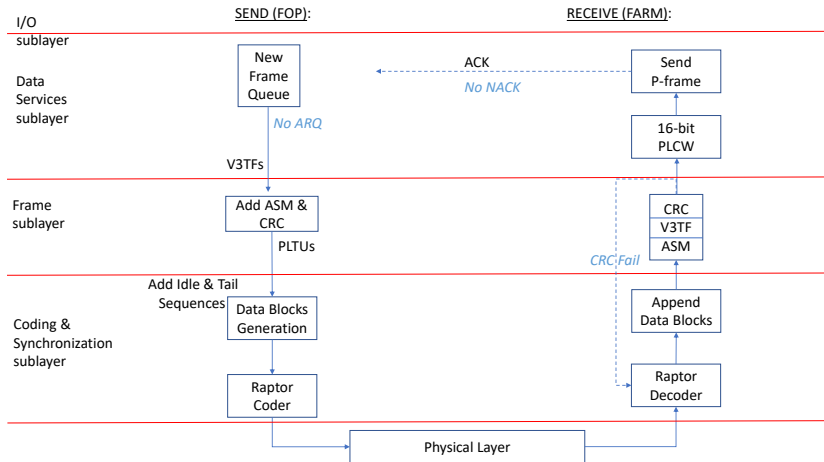 SEND (FOP):
RECEIVE (FARM):
I/O
sublayer
Data
Services
sublayer
New
Frame
Queue
No ARQ
V3TFs
ACK
No NACK
Send
P-frame
16-bit
PLCW
Frame
sublayer
Add ASM &
CRC
PLTUs
CRC
V3TF
ASM
CRC Fail
Coding &
Synchronization
sublayer
Add Idle & Tail
Sequences
Data Blocks
Generation
Raptor
Coder
Append
Data Blocks
Raptor
Decoder
Physical Layer